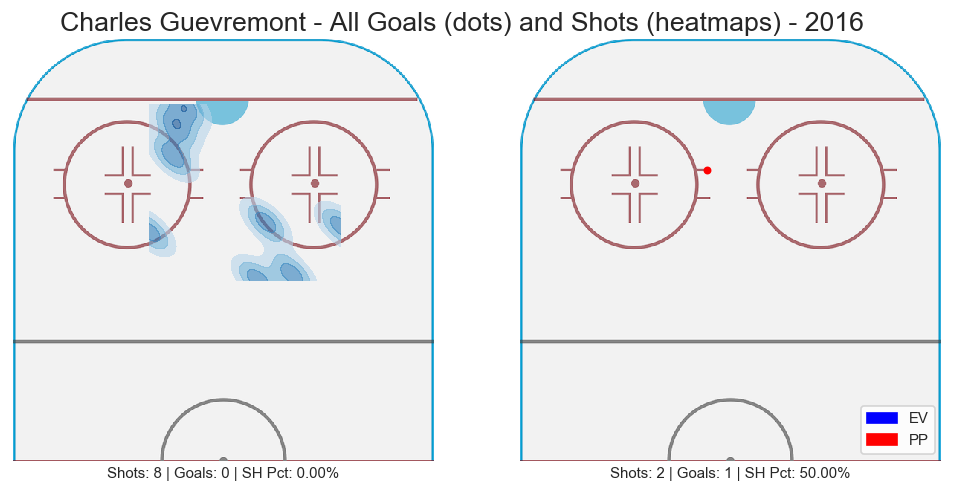 Charles Guevremont - All Goals (dots) and Shots (heatmaps) - 2016
EV
PP
Shots: 8 | Goals: 0 | SH Pct: 0.00%
Shots: 2 | Goals: 1 | SH Pct: 50.00%